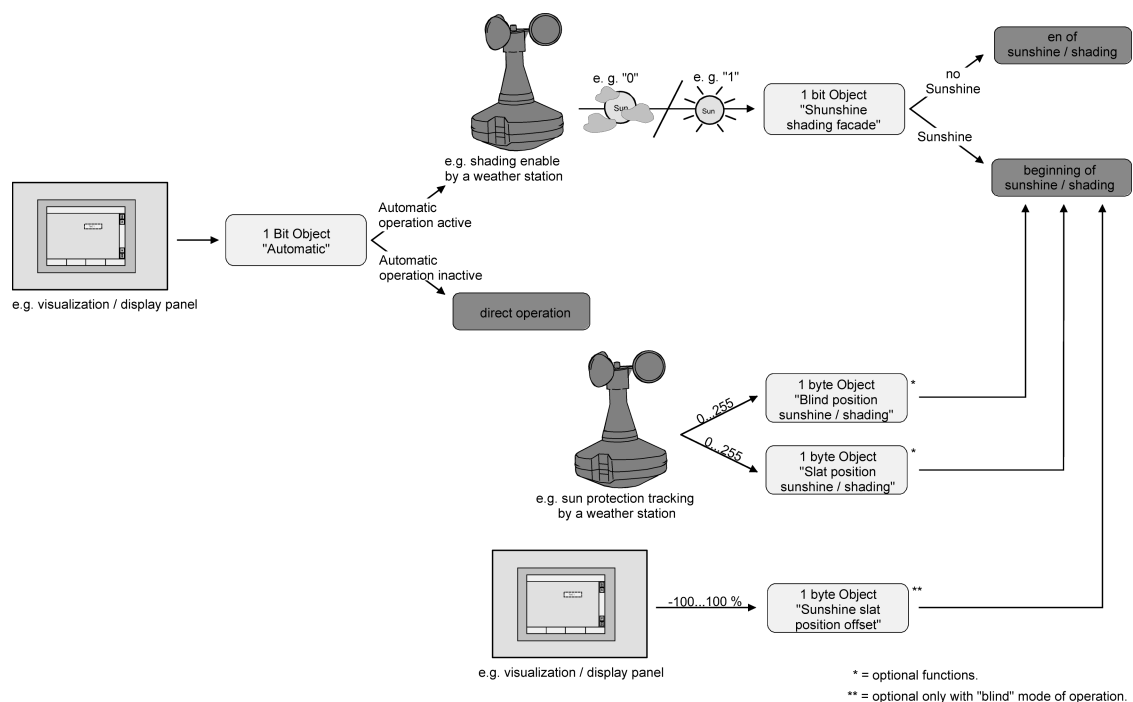 en of
sunshine / shading
no
Sunshine
e. g. "0"
e. g. "1"
Sun
Sun
1 bit Object
"Shunshine
shading facade"
Sunshine
e.g. shading enable
by a weather station
beginning of
sunshine / shading
Automatic
operation active
1 Bit Object
"Automatic"
Automatic
operation inactive
e.g. visualization / display panel
direct operation
0...255
1 byte Object
"Blind position
sunshine / shading"
*
0...255
1 byte Object
"Slat position
sunshine / shading"
*
e.g. sun protection tracking
by a weather station
-100...100 %
1 byte Object
"Sunshine slat
position offset"
**
e.g. visualization / display panel
* = optional functions.
** = optional only with "blind" mode of operation.